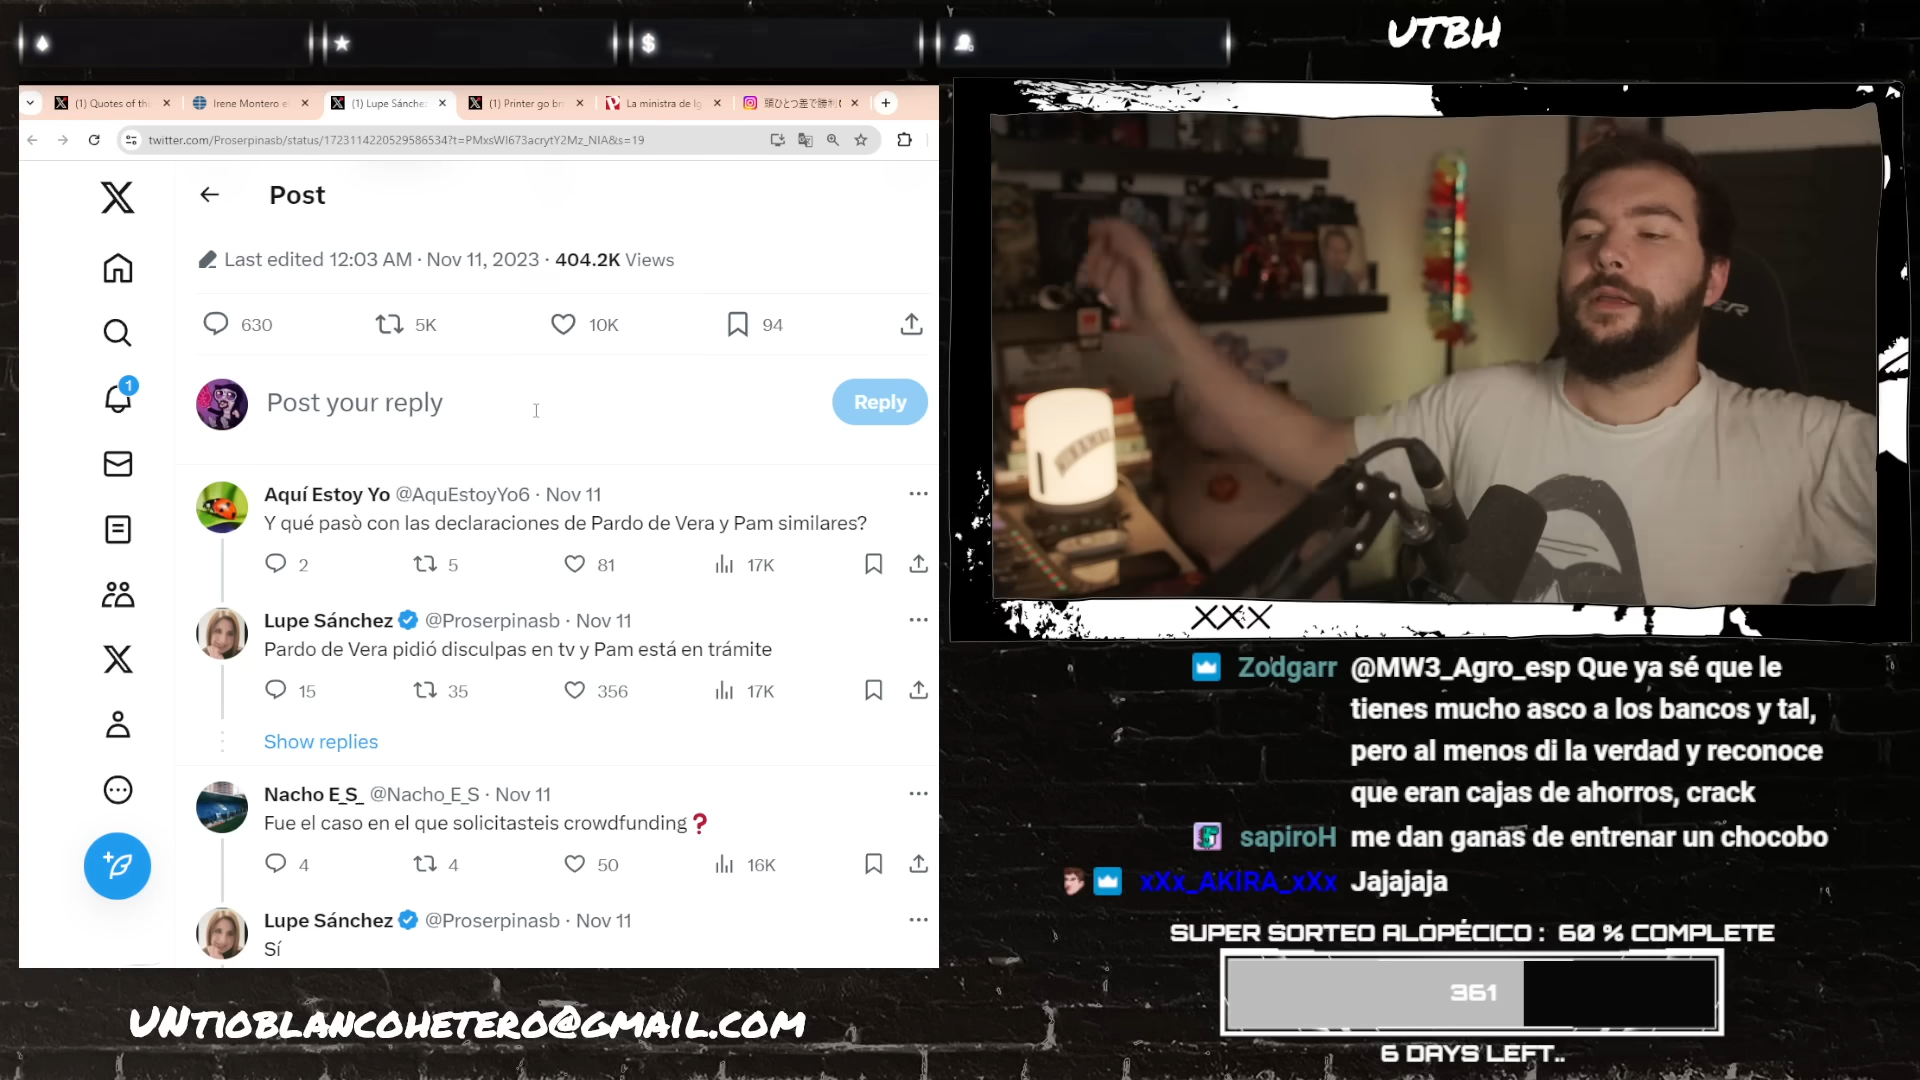 UTBH
(1) Quotes of th
Irene Montero e
(1) Lupe Sánche
(1) Printer go br
La ministra de Ig
twitter.com/Proserpinasb/status/1723114220529586534?t=PMxsWI673acrytY2Mz_NIA&s=19
Post
Last edited 12:03 AM · Nov 11, 2023 · 404.2K Views
630 5K 10K 94
1
Post your reply
Reply
Aquí Estoy Yo @AquEstoyYo6 · Nov 11
Y qué pasò con las declaraciones de Pardo de Vera y Pam similares?
2 5 81 17K
Lupe Sánchez @Proserpinasb · Nov 11
Pardo de Vera pidió disculpas en tv y Pam está en trámite
15 35 356 17K
Show replies
Nacho E_S_ @Nacho_E_S · Nov 11
Fue el caso en el que solicitasteis crowdfunding❓
4 4 50 16K
Lupe Sánchez @Proserpinasb · Nov 11
Sí
XXX
Zodgarr @MW3_Agro_esp Que ya sé que le
tienes mucho asco a los bancos y tal,
pero al menos di la verdad y reconoce
que eran cajas de ahorros, crack
sapiroH me dan ganas de entrenar un chocobo
xXx_AKIRA_xXx Jajajaja
SUPER SORTEO ALOPÉCICO : 60 % COMPLETE
361
6 DAYS LEFT..
UNTIOBLANCOHETERO@GMAIL.COM